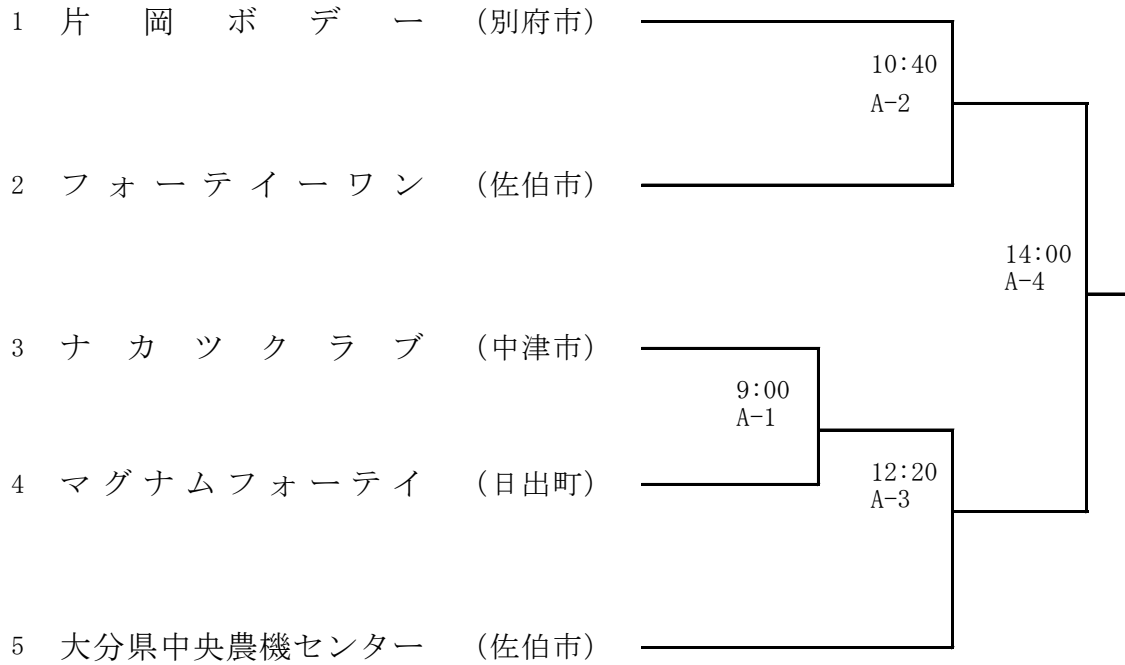 1 片岡ボデー (別府市)
10:40
A-2
2 フォーテイーワン (佐伯市)
14:00
A-4
3 ナカツクラブ (中津市)
9:00
A-1
4 マグナムフォーテイ (日出町)
12:20
A-3
5 大分県中央農機センター (佐伯市)